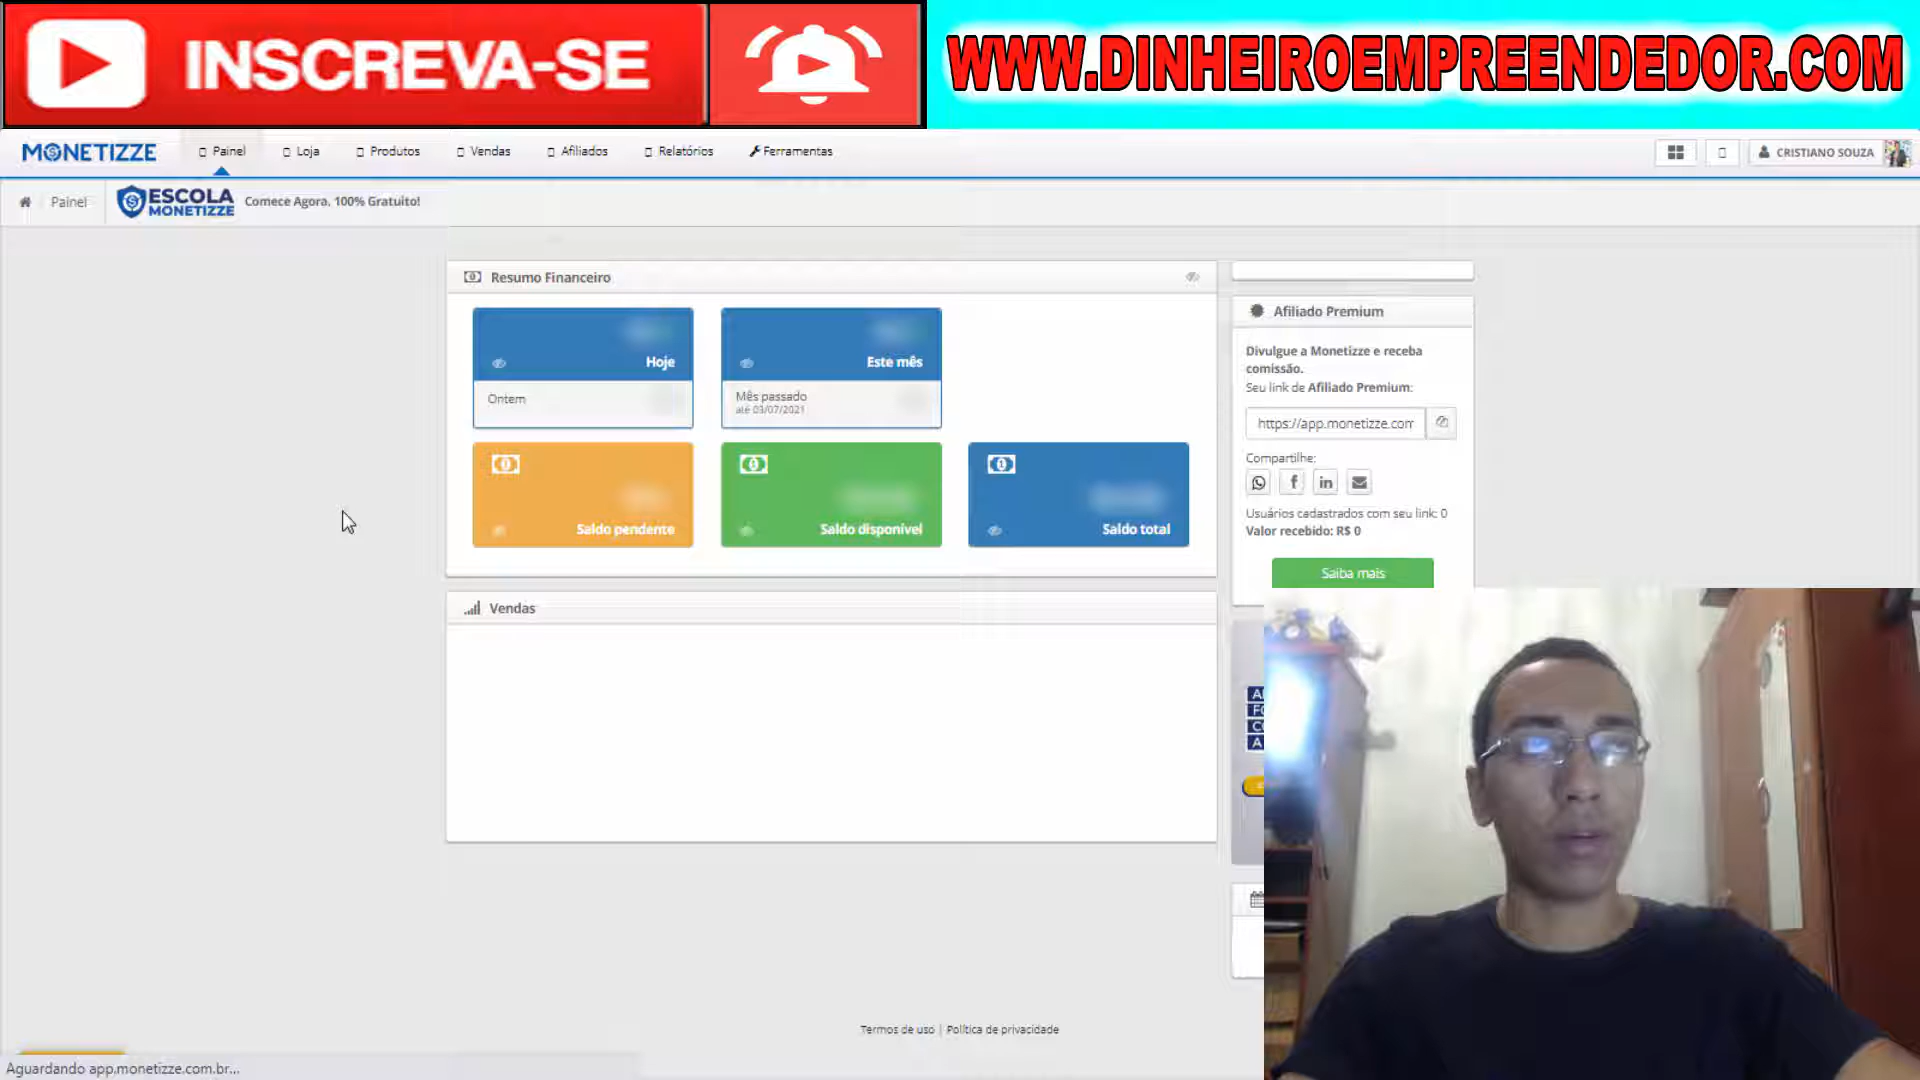 INSCREVA-SE
WWW.DINHEIROEMPREENDEDOR.COM
MONETIZZE
Painel
Loja
Produtos
Vendas
Afiliados
Relatórios
Ferramentas
CRISTIANO SOUZA
Painel
ESCOLA
MONETIZZE
Comece Agora, 100% Gratuito!
Resumo Financeiro
Hoje
Ontem
Este mês
Mês passado
até 03/07/2021
Saldo pendente
Saldo disponível
Saldo total
Afiliado Premium
Divulgue a Monetizze e receba
comissão.
Seu link de Afiliado Premium:
https://app.monetizze.com
Compartilhe:
Usuários cadastrados com seu link: 0
Valor recebido: R$ 0
Saiba mais
Vendas
Termos de uso | Política de privacidade
Aguardando app.monetizze.com.br...